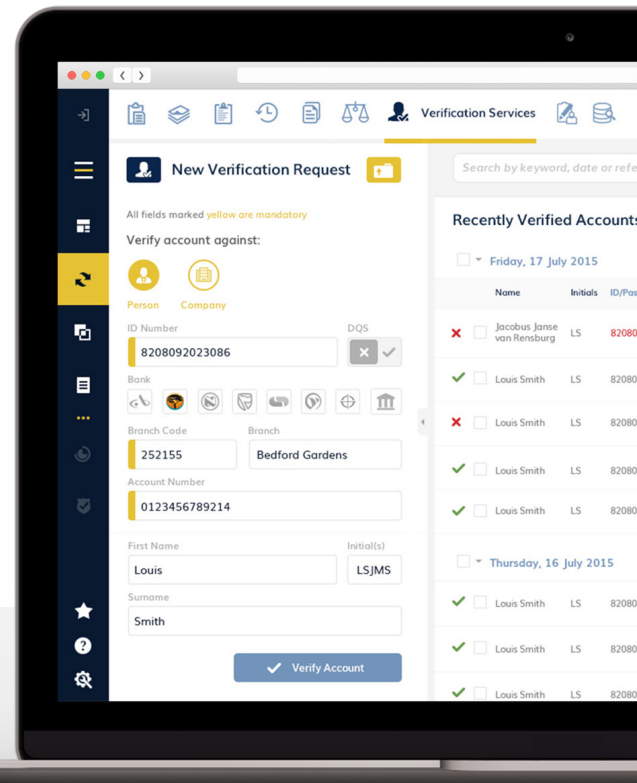 Verification Services
New Verification Request
Search by keyword, date or refe
All fields marked yellow are mandatory
Verify account against:
Person Company
ID Number DQS
8208092023086
Bank
Branch Code Branch
252155 Bedford Gardens
Account Number
0123456789214
First Name Initial(s)
Louis LSJMS
Surname
Smith
Verify Account
Recently Verified Accounts
Friday, 17 July 2015
Name Initials ID/Pas
Jacobus Janse van Rensburg LS 82080
Louis Smith LS 82080
Louis Smith LS 82080
Louis Smith LS 82080
Louis Smith LS 82080
Thursday, 16 July 2015
Louis Smith LS 82080
Louis Smith LS 82080
Louis Smith LS 82080